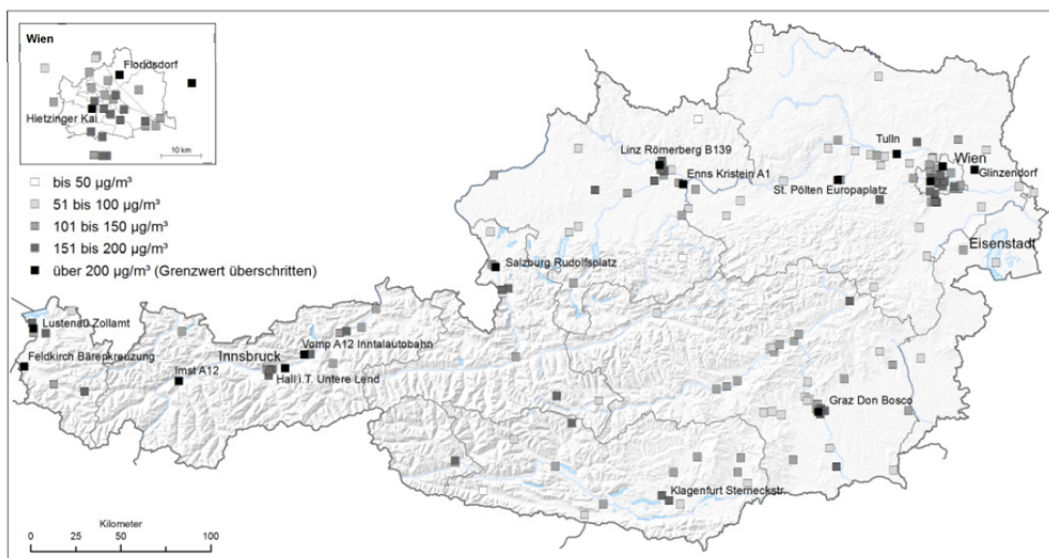 Wien
Floridsdorf
Hietzinger Kai
10 km
bis 50 µg/m³
51 bis 100 µg/m³
101 bis 150 µg/m³
151 bis 200 µg/m³
über 200 µg/m³ (Grenzwert überschritten)
Linz Römerberg B139
Enns Kristein A1
Tulln
Wien
Glinzendorf
St. Pölten Europaplatz
Eisenstadt
Salzburg Rudolfsplatz
Lustenau Zollamt
Vomp A12 Inntalautobahn
Feldkirch Bärenkreuzung
Innsbruck
Imst A12
Hall i.T. Untere Lend
Graz Don Bosco
Klagenfurt Sterneckstr.
Kilometer
0 25 50 100